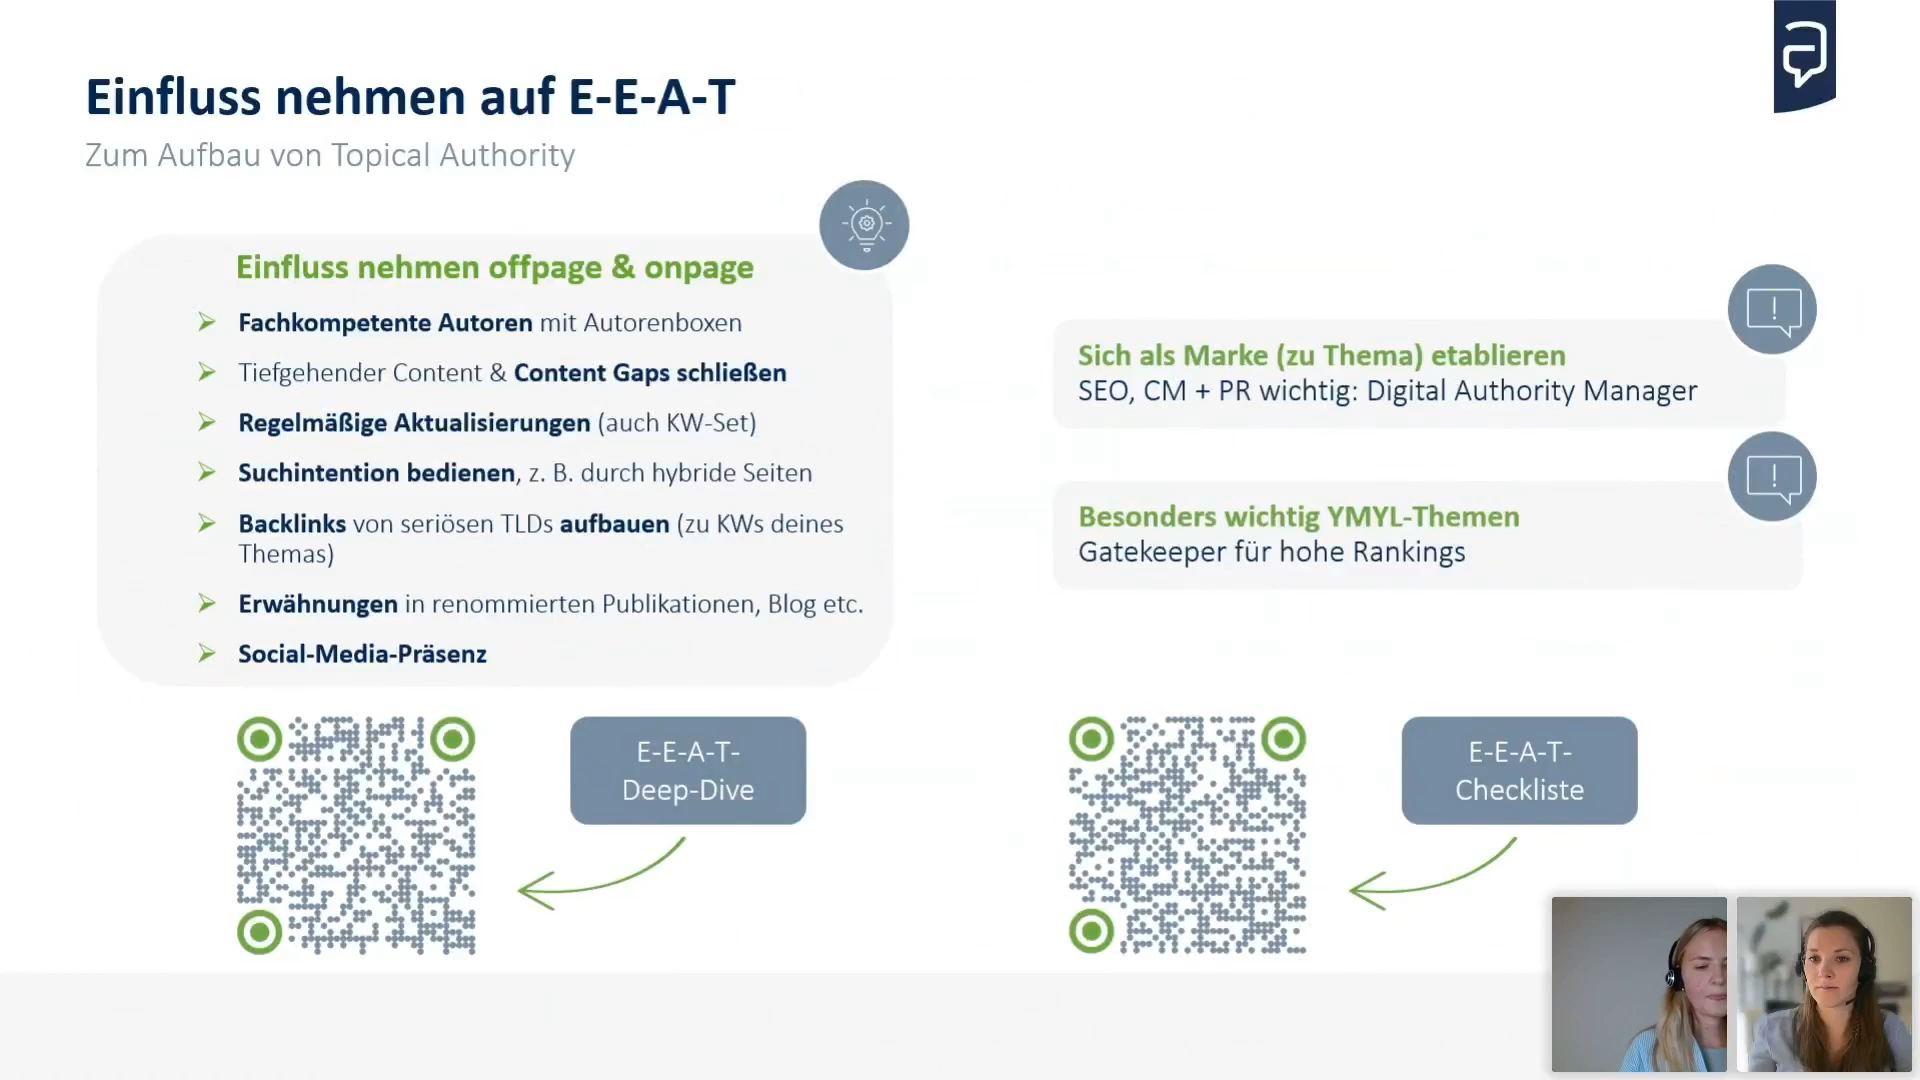 Einfluss nehmen auf E-E-A-T
Zum Aufbau von Topical Authority
Einfluss nehmen offpage & onpage
Fachkompetente Autoren mit Autorenboxen
Tiefgehender Content & Content Gaps schließen
Regelmäßige Aktualisierungen (auch KW-Set)
Suchintention bedienen, z. B. durch hybride Seiten
Backlinks von seriösen TLDs aufbauen (zu KWs deines
Themas)
Erwähnungen in renommierten Publikationen, Blog etc.
Social-Media-Präsenz
Sich als Marke (zu Thema) etablieren
SEO, CM + PR wichtig: Digital Authority Manager
Besonders wichtig YMYL-Themen
Gatekeeper für hohe Rankings
E-E-A-T-
Deep-Dive
E-E-A-T-
Checkliste